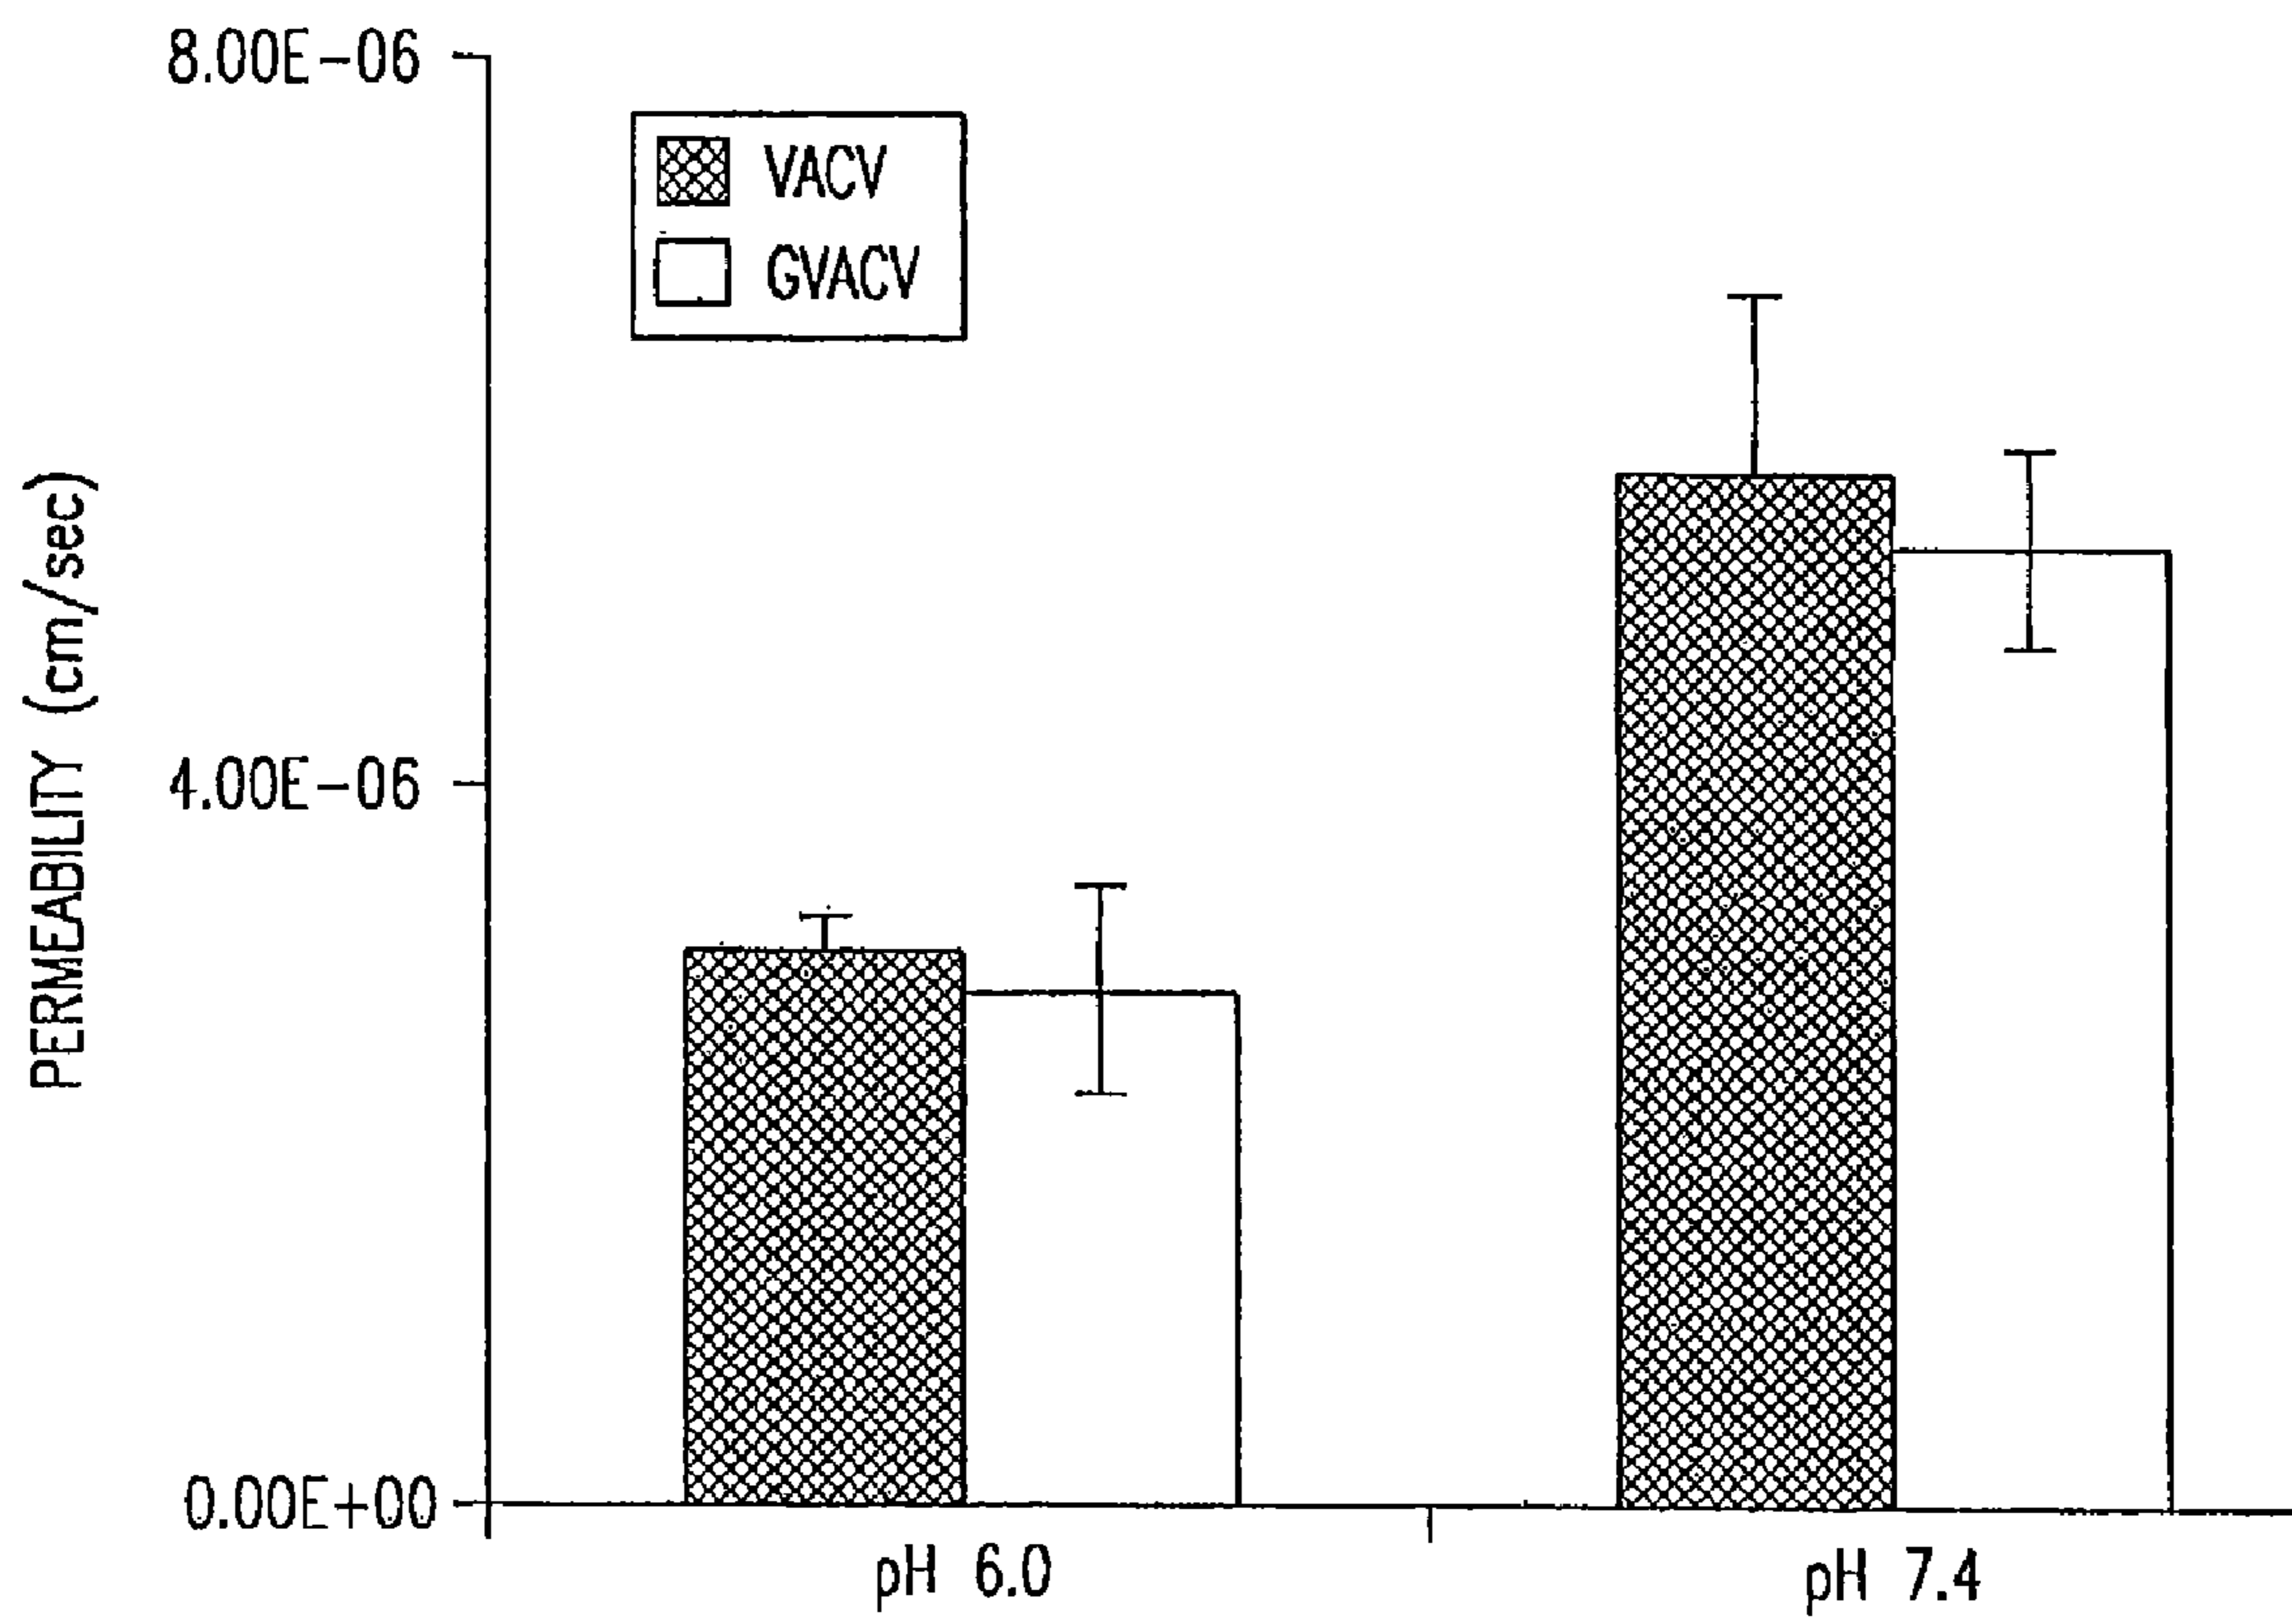 8.00E-06
VACV
GVACV
PERMEABILITY (cm/sec)
4.00E-06
0.00E+00
pH 6.0
pH 7.4